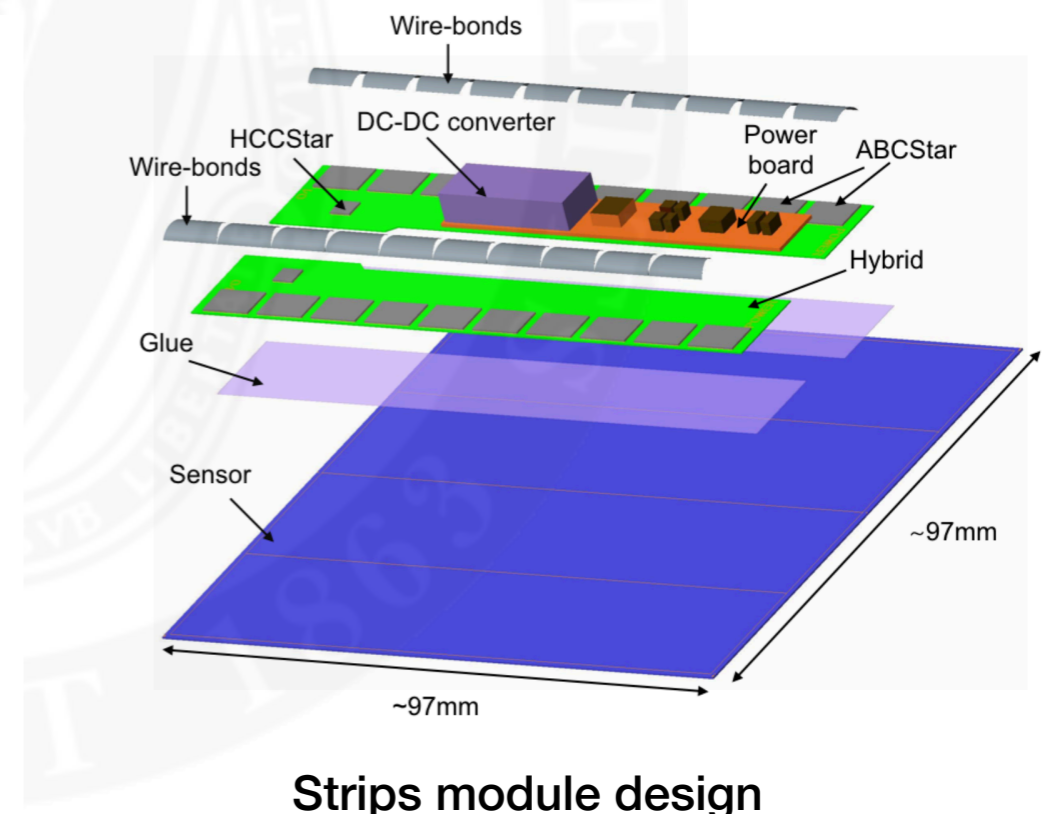 Wire-bonds
DC-DC converter
HCCStar
Power
board
ABCStar
Wire-bonds
Hybrid
Glue
Sensor
~97mm
~97mm
1863
Strips module design